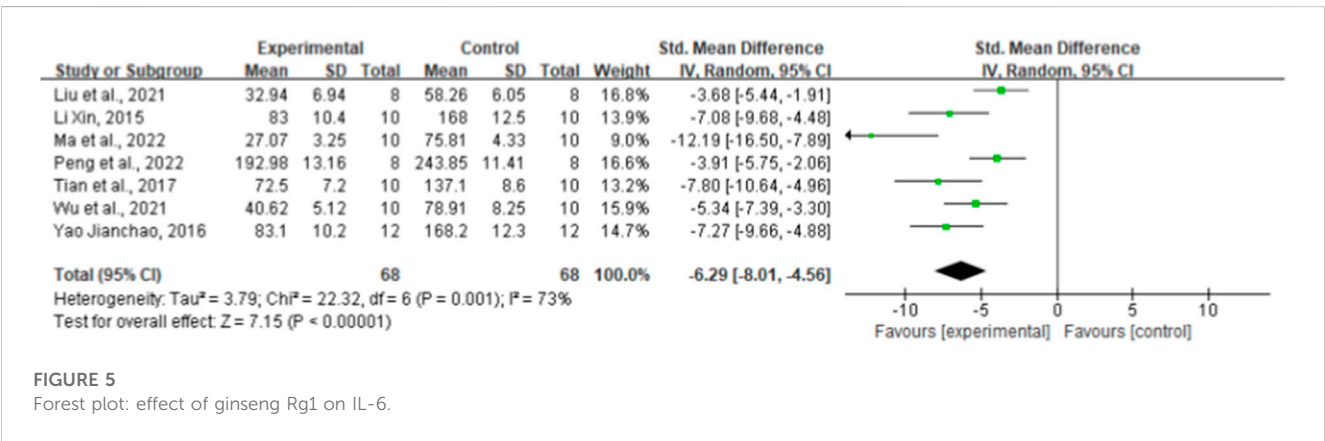 Experimental Control Std. Mean Difference Std. Mean Difference
Study or Subgroup Mean SD Total Mean SD Total Weight IV, Random, 95% CI IV, Random, 95% CI
Liu et al., 2021 32.94 6.94 8 58.26 6.05 8 16.8% -3.68 [-5.44, -1.91]
Li Xin, 2015 83 10.4 10 168 12.5 10 13.9% -7.08 [-9.68, -4.48]
Ma et al., 2022 27.07 3.25 10 75.81 4.33 10 9.0% -12.19 [-16.50, -7.89]
Peng et al., 2022 192.98 13.16 8 243.85 11.41 8 16.6% -3.91 [-5.75, -2.06]
Tian et al., 2017 72.5 7.2 10 137.1 8.6 10 13.2% -7.80 [-10.64, -4.96]
Wu et al., 2021 40.62 5.12 10 78.91 8.25 10 15.9% -5.34 [-7.39, -3.30]
Yao Jianchao, 2016 83.1 10.2 12 168.2 12.3 12 14.7% -7.27 [-9.66, -4.88]
Total (95% CI) 68 68 100.0% -6.29 [-8.01, -4.56]
Heterogeneity: Tau² = 3.79; Chi² = 22.32, df = 6 (P = 0.001); I² = 73%
Test for overall effect: Z = 7.15 (P < 0.00001)
-10 -5 0 5 10
Favours [experimental] Favours [control]
FIGURE 5
Forest plot: effect of ginseng Rg1 on IL-6.